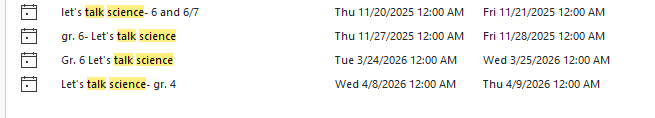 let's talk science- 6 and 6/7 Thu 11/20/2025 12:00 AM Fri 11/21/2025 12:00 AM
gr. 6- Let's talk science Thu 11/27/2025 12:00 AM Fri 11/28/2025 12:00 AM
Gr. 6 Let's talk science Tue 3/24/2026 12:00 AM Wed 3/25/2026 12:00 AM
Let's talk science- gr. 4 Wed 4/8/2026 12:00 AM Thu 4/9/2026 12:00 AM